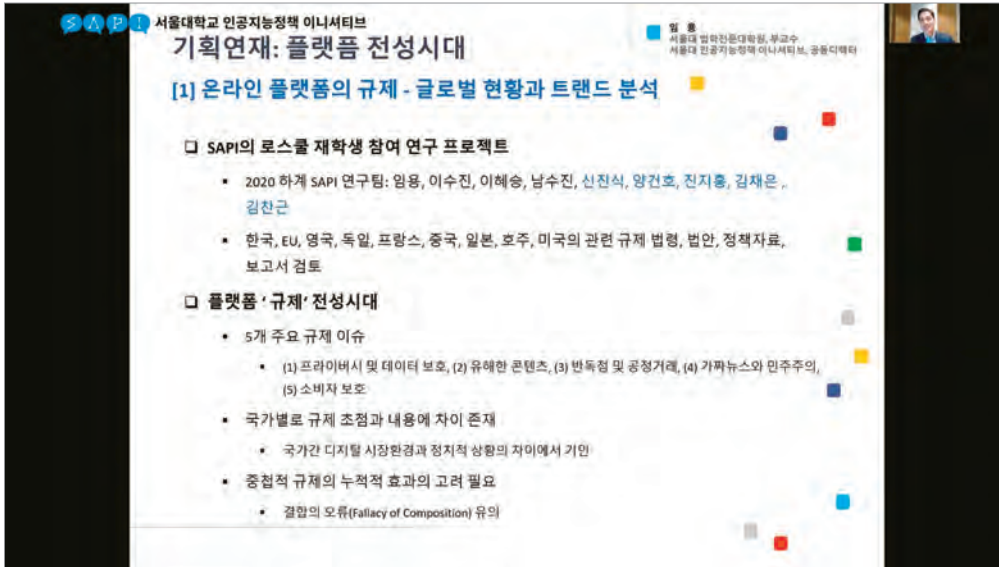 SAPI 서울대학교 인공지능정책 이니셔티브
기획연재: 플랫폼 전성시대
임 용
서울대 법학전문대학원, 부교수
서울대 인공지능정책 이니셔티브, 공동디렉터
[1] 온라인 플랫폼의 규제 - 글로벌 현황과 트랜드 분석
❑ SAPI의 로스쿨 재학생 참여 연구 프로젝트
▪ 2020 하계 SAPI 연구팀: 임용, 이수진, 이혜승, 남수진, 신진식, 양건호, 진지홍, 김채은 ,
김찬근
▪ 한국, EU, 영국, 독일, 프랑스, 중국, 일본, 호주, 미국의 관련 규제 법령, 법안, 정책자료,
보고서 검토
❑ 플랫폼 ‘ 규제’ 전성시대
▪ 5개 주요 규제 이슈
▪ (1) 프라이버시 및 데이터 보호, (2) 유해한 콘텐츠, (3) 반독점 및 공정거래, (4) 가짜뉴스와 민주주의,
(5) 소비자 보호
▪ 국가별로 규제 초점과 내용에 차이 존재
▪ 국가간 디지털 시장환경과 정치적 상황의 차이에서 기인
▪ 중첩적 규제의 누적적 효과의 고려 필요
▪ 결합의 오류(Fallacy of Composition) 유의